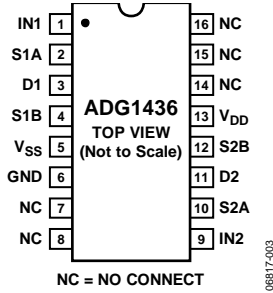 IN1 1
S1A 2
D1 3
S1B 4
VSS 5
GND 6
NC 7
NC 8
ADG1436
TOP VIEW
(Not to Scale)
16 NC
15 NC
14 NC
13 VDD
12 S2B
11 D2
10 S2A
9 IN2
NC = NO CONNECT
06817-003